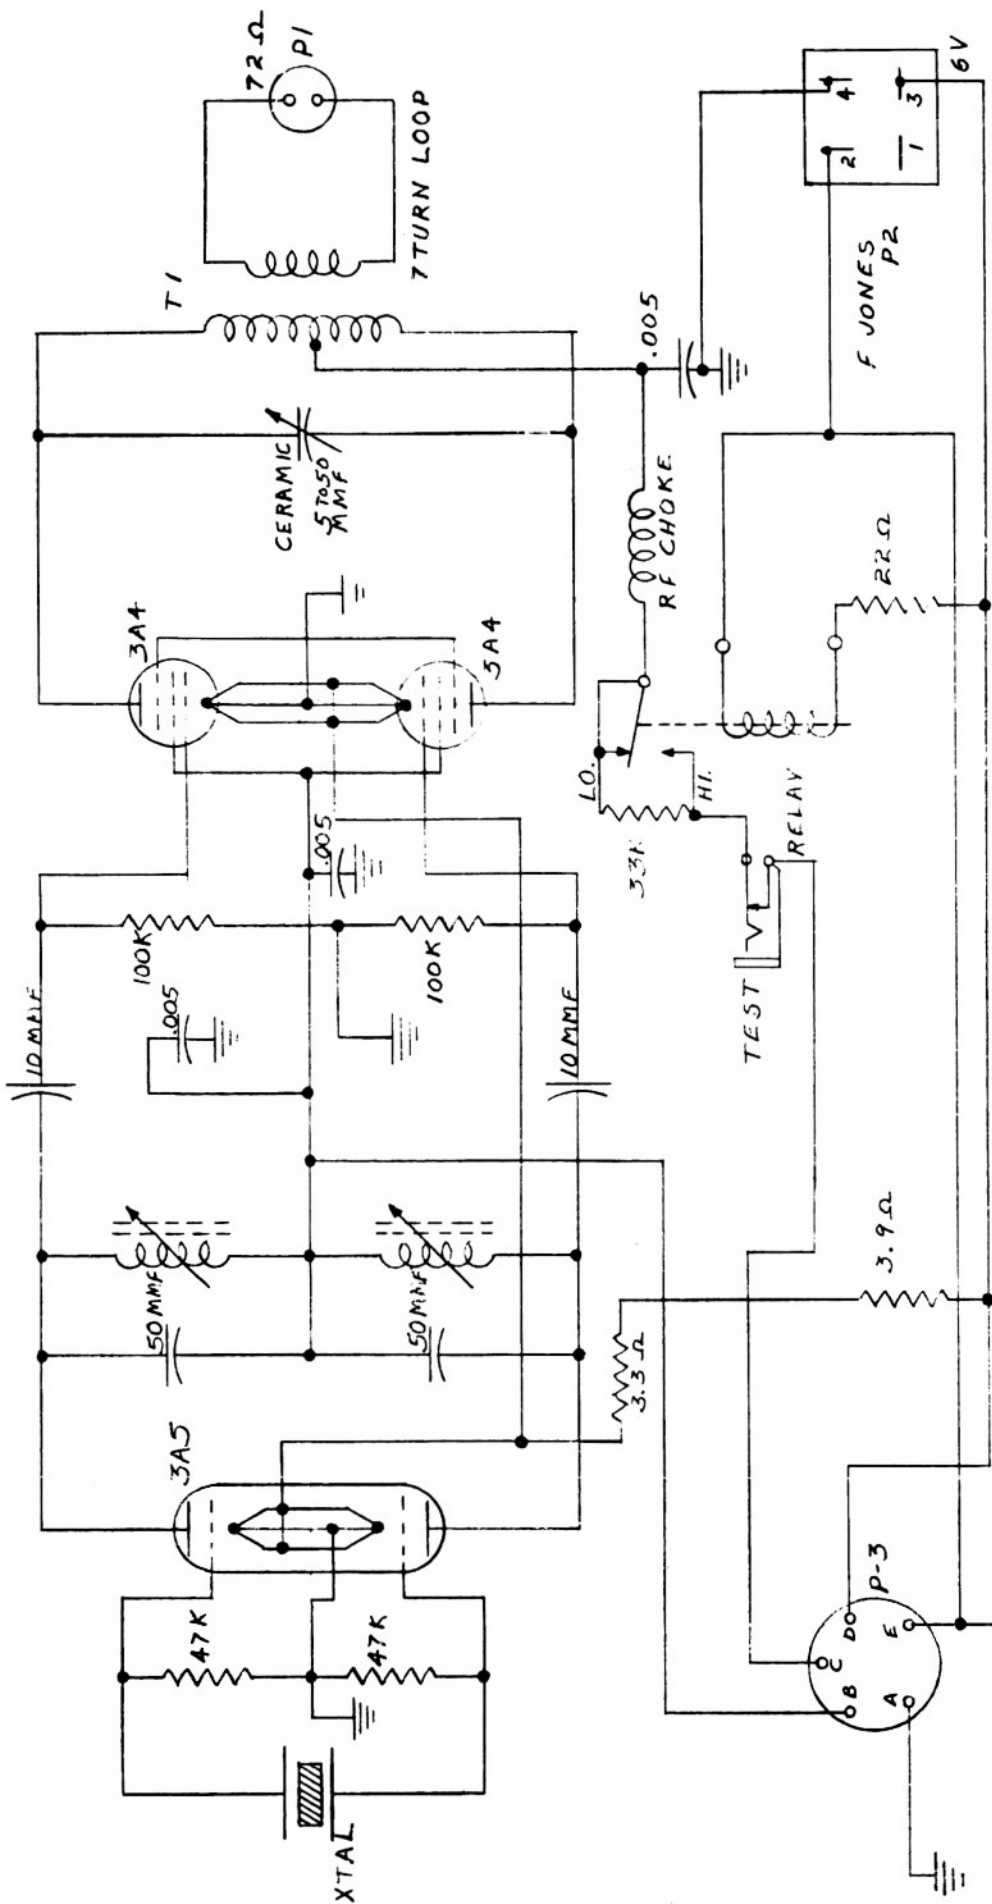 XTAL
47K
47K
3A5
50 MMF
50 MMF
10 MMF
10 MMF
.005
100K
100K
.005
3A4
3A4
CERAMIC
5 TO 50
MMF
T1
7 TURN LOOP
72Ω
P1
.005
RF CHOKE
LO.
HI.
33K
TEST
RELAY
22Ω
F JONES
P2
2
4
1
3
6V
3.3Ω
3.9Ω
P-3
A
B
C
D
E